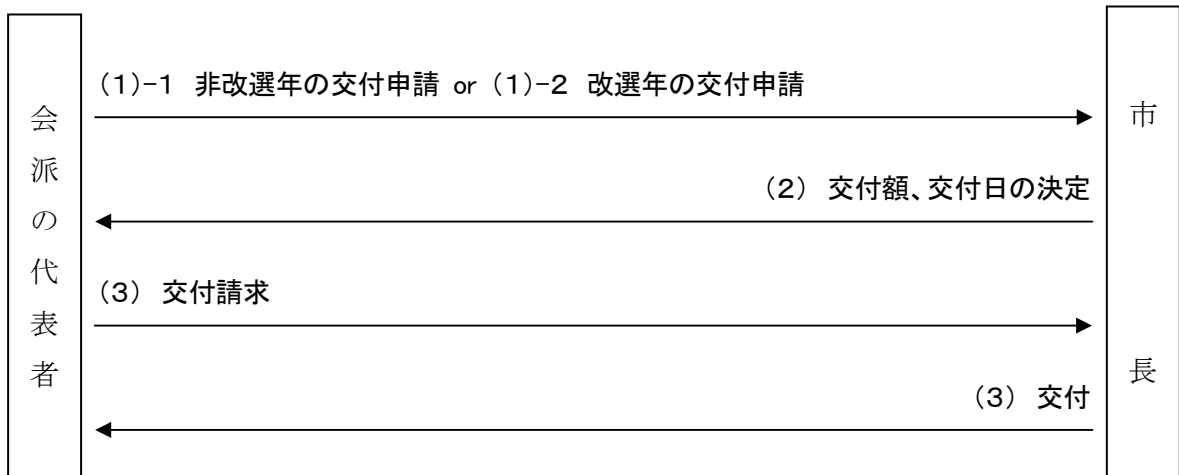 会派の代表者
(1)-1 非改選年の交付申請 or (1)-2 改選年の交付申請
(2) 交付額、交付日の決定
(3) 交付請求
(3) 交付
市長